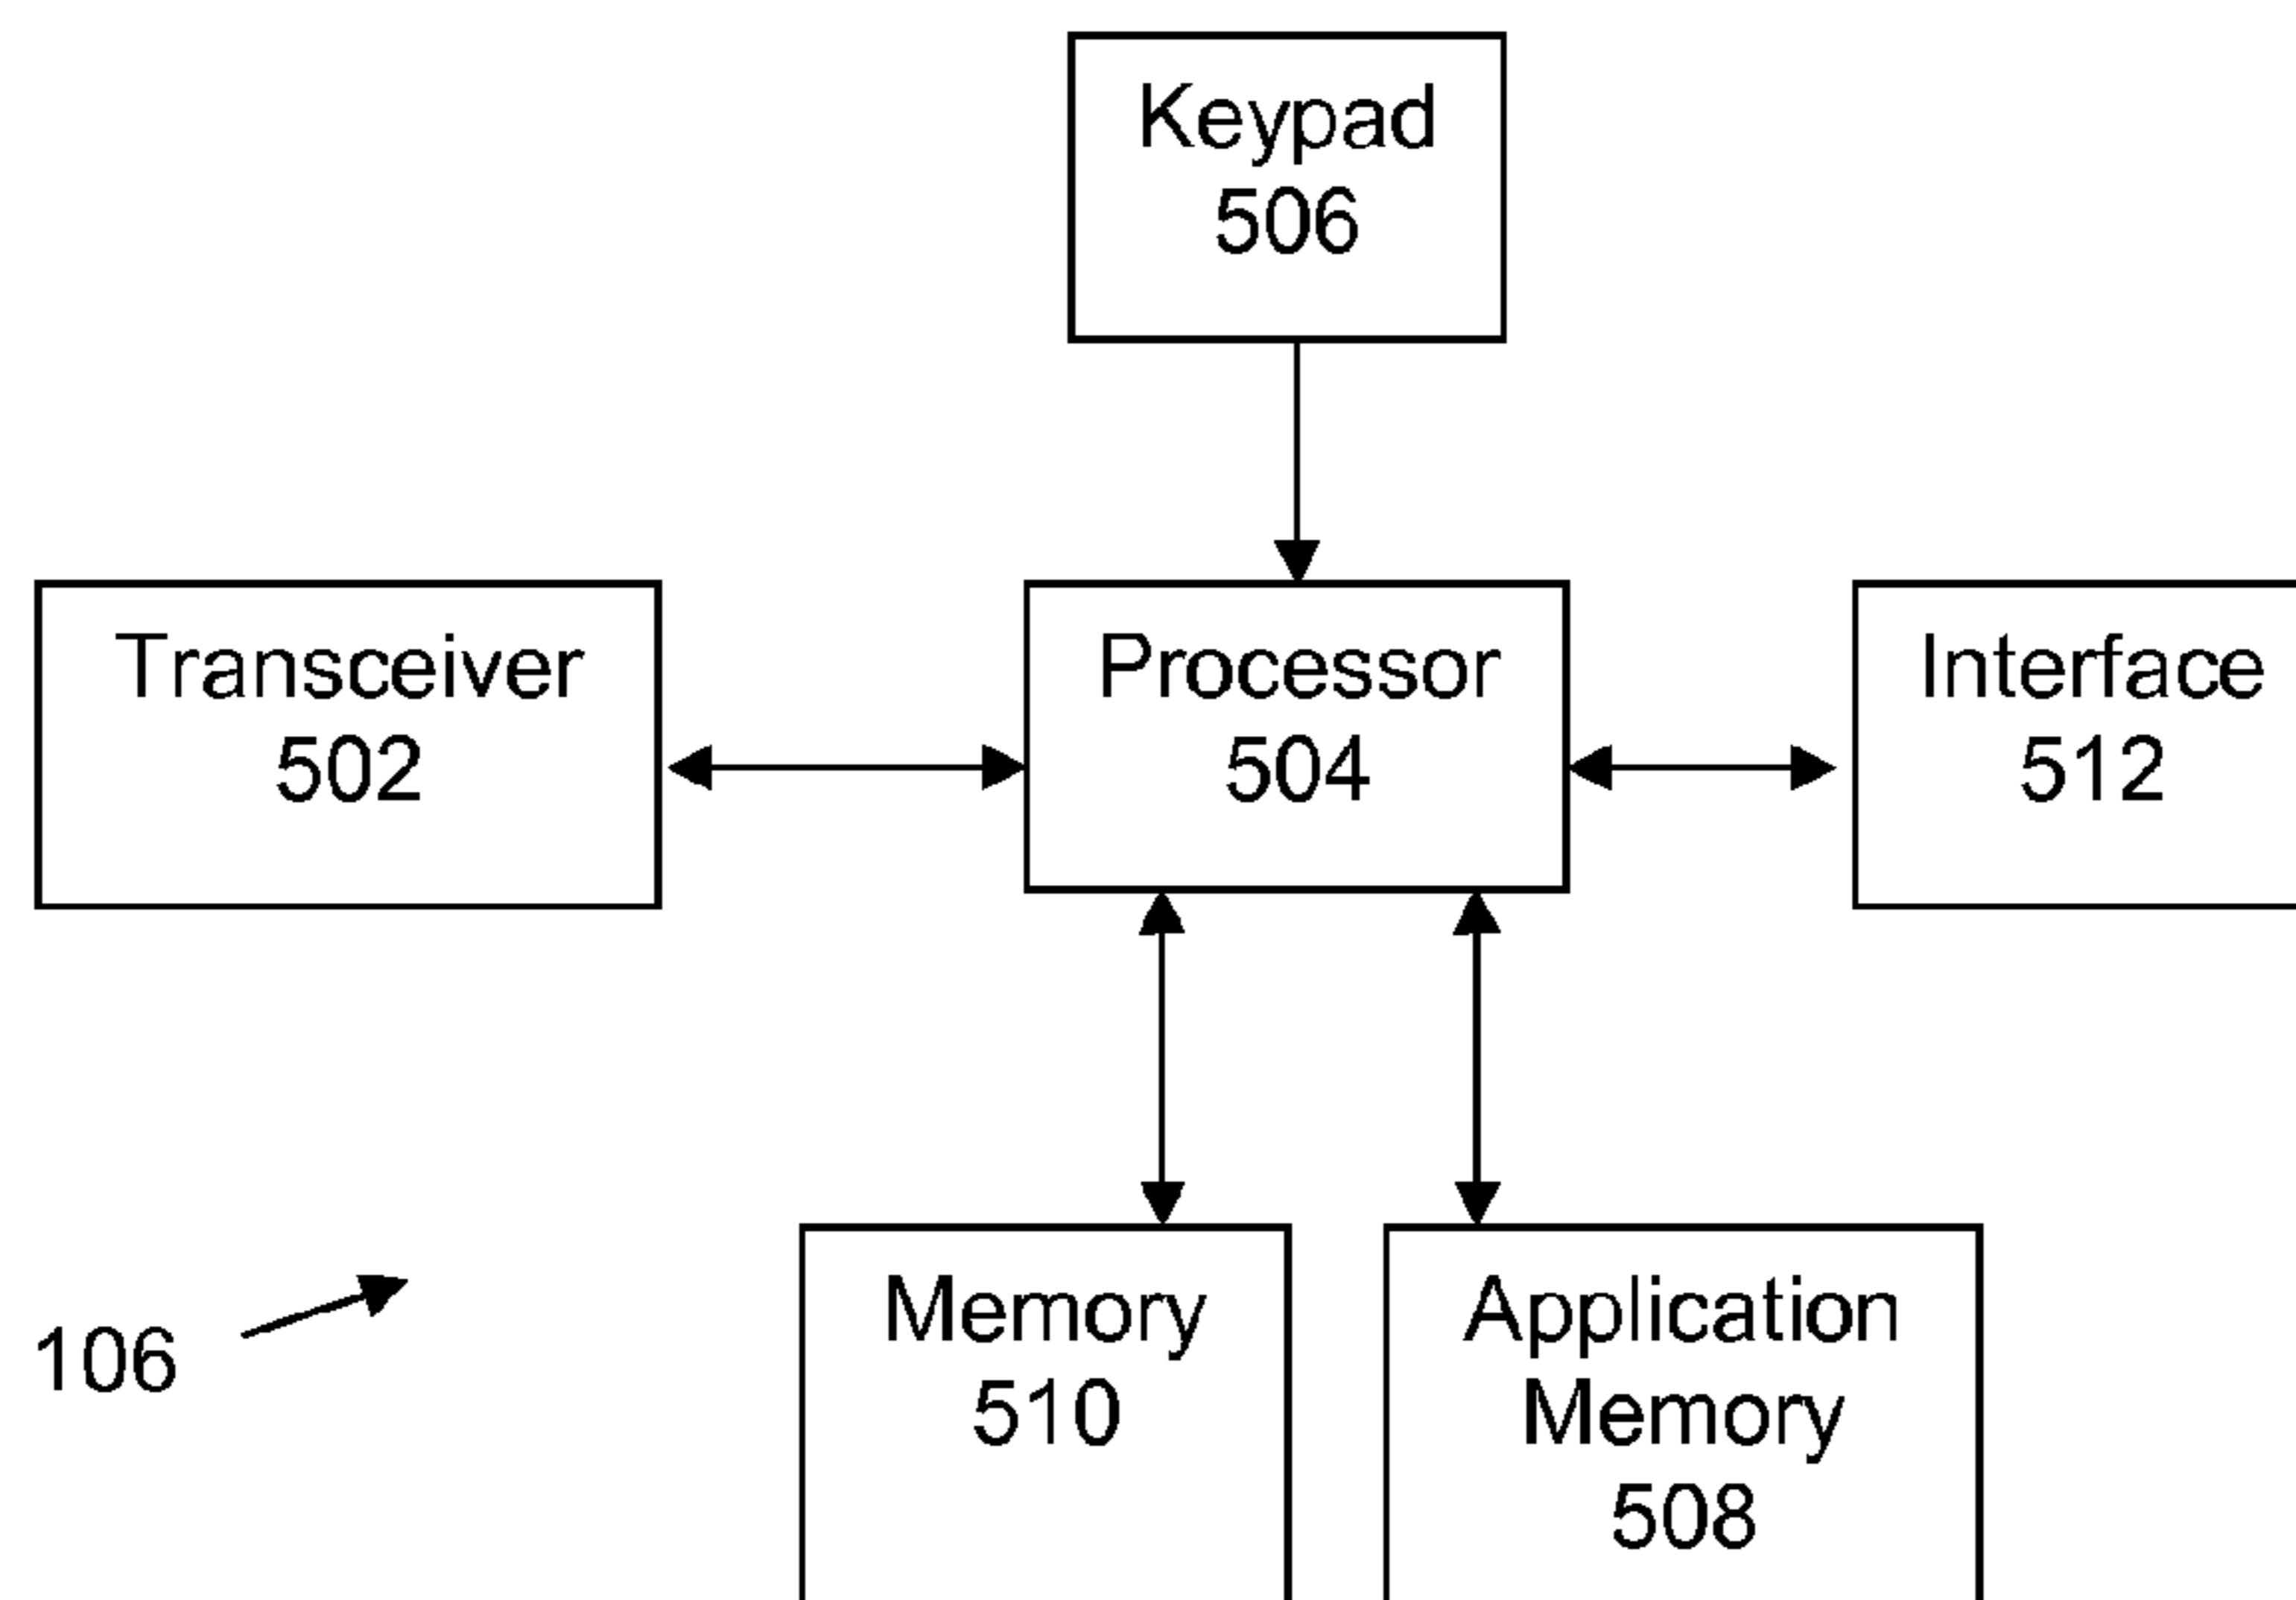 Keypad
506
Transceiver
502
Processor
504
Interface
512
106
Memory
510
Application
Memory
508